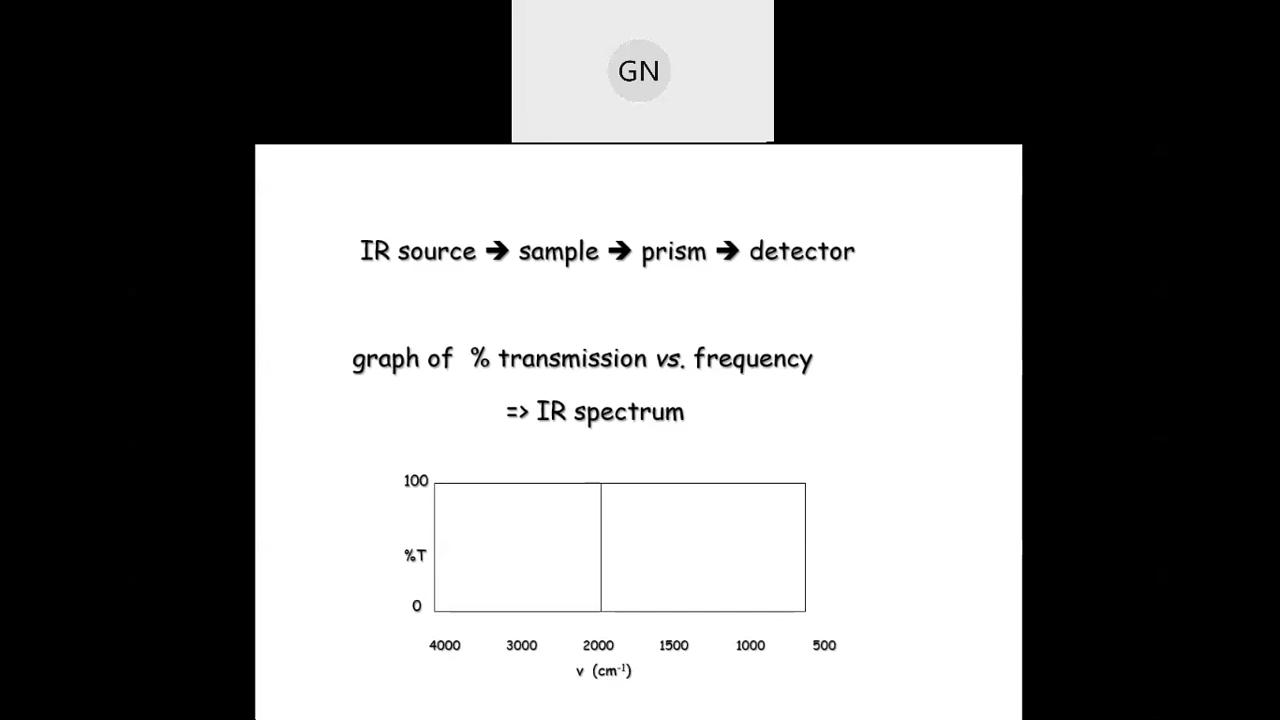 GN
IR source ➔ sample ➔ prism ➔ detector
graph of % transmission vs. frequency
=> IR spectrum
100
%T
0
4000 3000 2000 1500 1000 500
v (cm⁻¹)